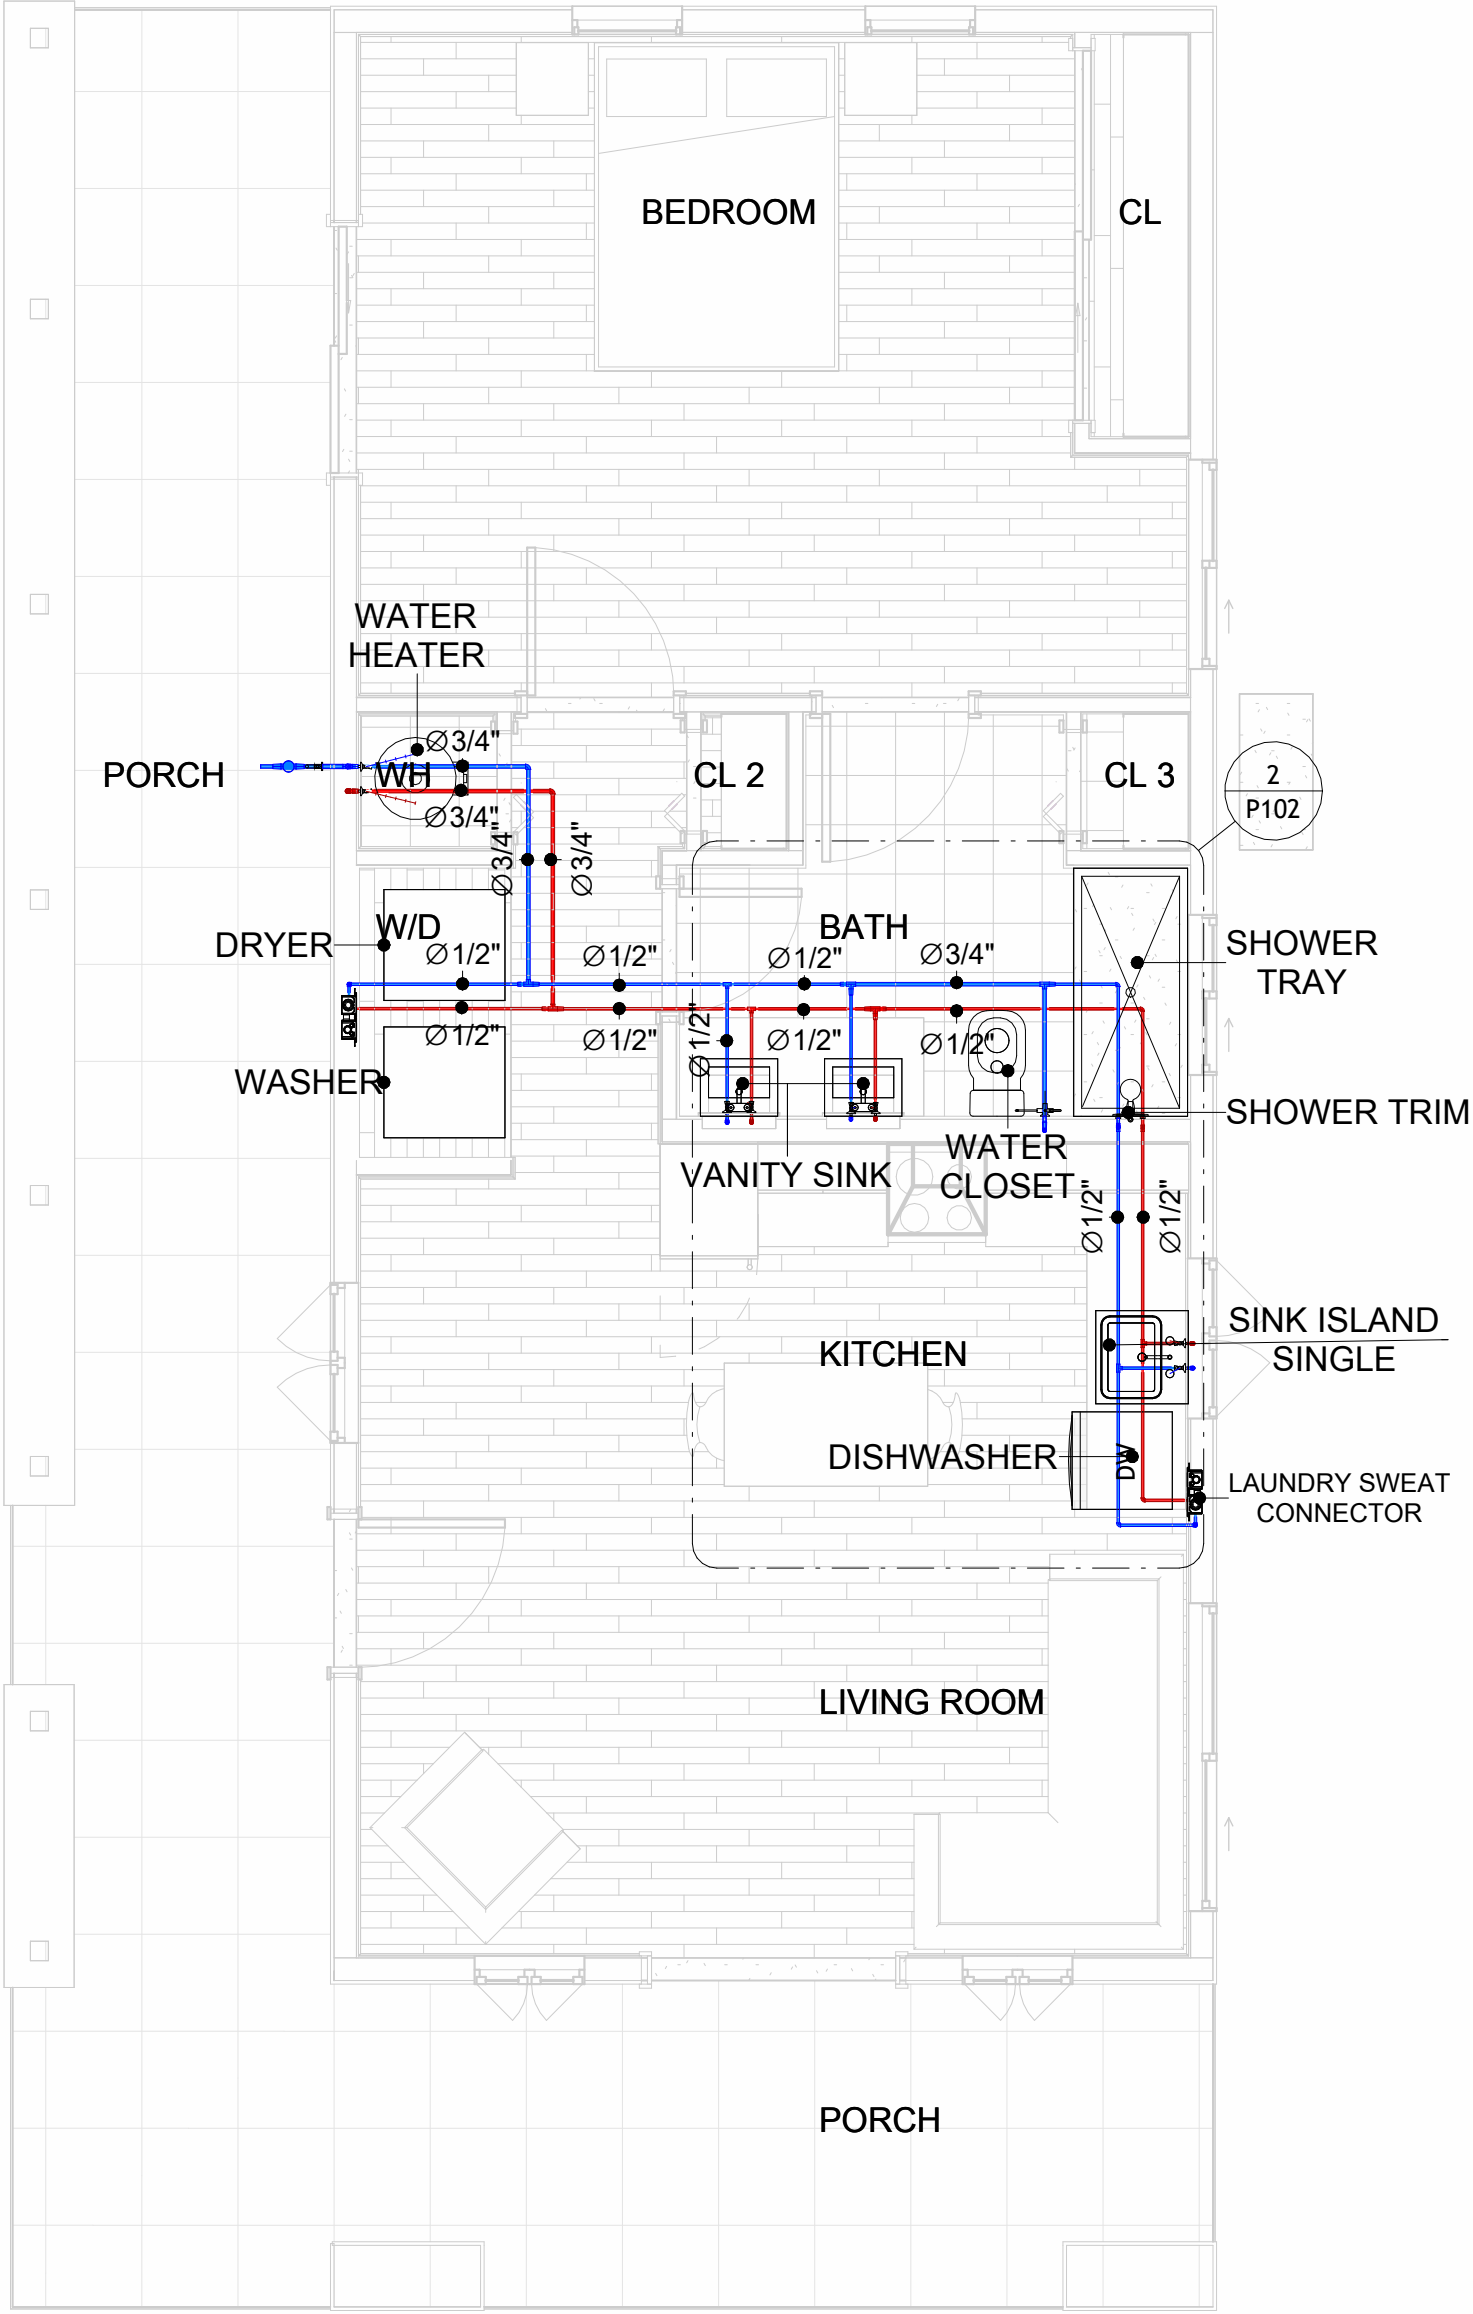 BEDROOM
CL
WATER
HEATER
Ø3/4"
PORCH
WH
CL 2
CL 3
2
P102
Ø3/4"
Ø3/4"
Ø3/4"
W/D
BATH
DRYER
Ø1/2"
Ø1/2"
Ø1/2"
Ø3/4"
SHOWER
TRAY
Ø1/2"
Ø1/2"
Ø1/2"
Ø1/2"
Ø1/2"
WASHER
SHOWER TRIM
VANITY SINK
WATER
CLOSET
Ø1/2"
Ø1/2"
SINK ISLAND
SINGLE
KITCHEN
DISHWASHER
DW
LAUNDRY SWEAT
CONNECTOR
LIVING ROOM
PORCH